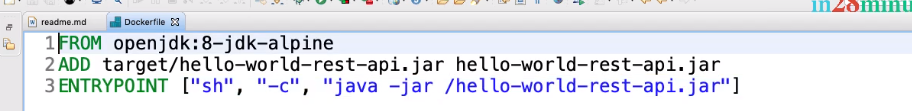 in28minu
readme.md
Dockerfile
1 FROM openjdk:8-jdk-alpine
2 ADD target/hello-world-rest-api.jar hello-world-rest-api.jar
3 ENTRYPOINT ["sh", "-c", "java -jar /hello-world-rest-api.jar"]